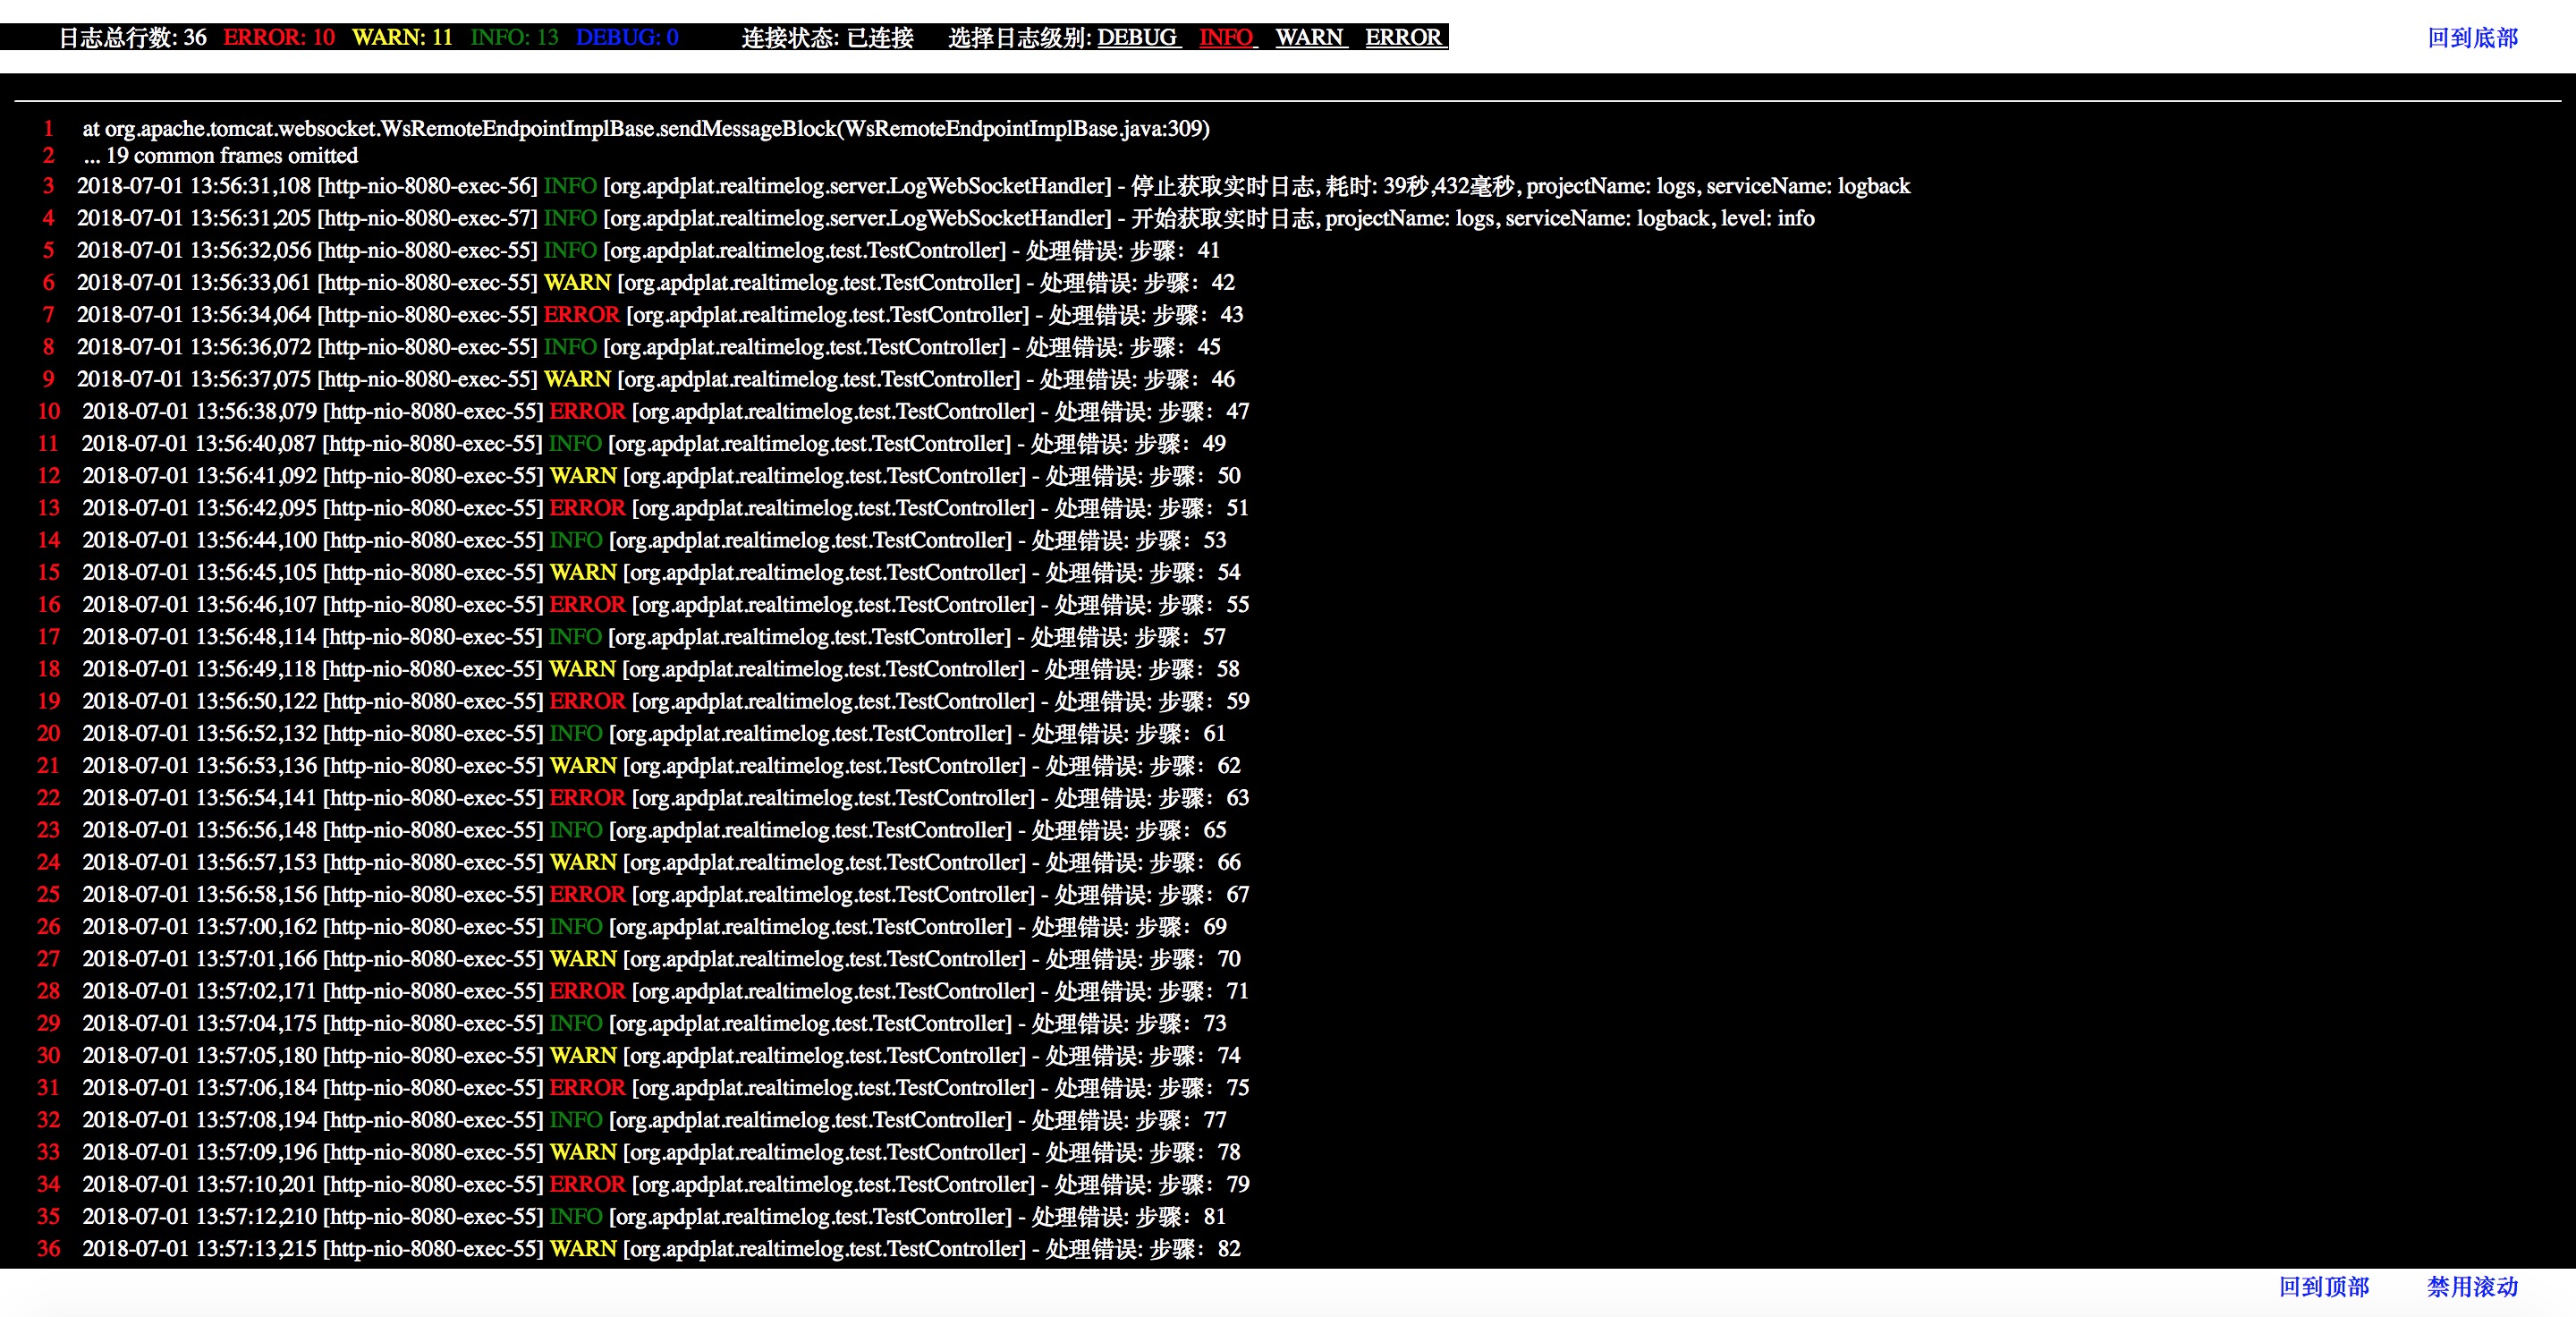 日志总行数: 36 ERROR: 10 WARN: 11 INFO: 13 DEBUG: 0 连接状态: 已连接 选择日志级别: DEBUG INFO WARN ERROR 回到底部
1 at org.apache.tomcat.websocket.WsRemoteEndpointImplBase.sendMessageBlock(WsRemoteEndpointImplBase.java:309)
2 ... 19 common frames omitted
3 2018-07-01 13:56:31,108 [http-nio-8080-exec-56] INFO [org.apdplat.realtimelog.server.LogWebSocketHandler] - 停止获取实时日志, 耗时: 39秒,432毫秒, projectName: logs, serviceName: logback
4 2018-07-01 13:56:31,205 [http-nio-8080-exec-57] INFO [org.apdplat.realtimelog.server.LogWebSocketHandler] - 开始获取实时日志, projectName: logs, serviceName: logback, level: info
5 2018-07-01 13:56:32,056 [http-nio-8080-exec-55] INFO [org.apdplat.realtimelog.test.TestController] - 处理错误: 步骤：41
6 2018-07-01 13:56:33,061 [http-nio-8080-exec-55] WARN [org.apdplat.realtimelog.test.TestController] - 处理错误: 步骤：42
7 2018-07-01 13:56:34,064 [http-nio-8080-exec-55] ERROR [org.apdplat.realtimelog.test.TestController] - 处理错误: 步骤：43
8 2018-07-01 13:56:36,072 [http-nio-8080-exec-55] INFO [org.apdplat.realtimelog.test.TestController] - 处理错误: 步骤：45
9 2018-07-01 13:56:37,075 [http-nio-8080-exec-55] WARN [org.apdplat.realtimelog.test.TestController] - 处理错误: 步骤：46
10 2018-07-01 13:56:38,079 [http-nio-8080-exec-55] ERROR [org.apdplat.realtimelog.test.TestController] - 处理错误: 步骤：47
11 2018-07-01 13:56:40,087 [http-nio-8080-exec-55] INFO [org.apdplat.realtimelog.test.TestController] - 处理错误: 步骤：49
12 2018-07-01 13:56:41,092 [http-nio-8080-exec-55] WARN [org.apdplat.realtimelog.test.TestController] - 处理错误: 步骤：50
13 2018-07-01 13:56:42,095 [http-nio-8080-exec-55] ERROR [org.apdplat.realtimelog.test.TestController] - 处理错误: 步骤：51
14 2018-07-01 13:56:44,100 [http-nio-8080-exec-55] INFO [org.apdplat.realtimelog.test.TestController] - 处理错误: 步骤：53
15 2018-07-01 13:56:45,105 [http-nio-8080-exec-55] WARN [org.apdplat.realtimelog.test.TestController] - 处理错误: 步骤：54
16 2018-07-01 13:56:46,107 [http-nio-8080-exec-55] ERROR [org.apdplat.realtimelog.test.TestController] - 处理错误: 步骤：55
17 2018-07-01 13:56:48,114 [http-nio-8080-exec-55] INFO [org.apdplat.realtimelog.test.TestController] - 处理错误: 步骤：57
18 2018-07-01 13:56:49,118 [http-nio-8080-exec-55] WARN [org.apdplat.realtimelog.test.TestController] - 处理错误: 步骤：58
19 2018-07-01 13:56:50,122 [http-nio-8080-exec-55] ERROR [org.apdplat.realtimelog.test.TestController] - 处理错误: 步骤：59
20 2018-07-01 13:56:52,132 [http-nio-8080-exec-55] INFO [org.apdplat.realtimelog.test.TestController] - 处理错误: 步骤：61
21 2018-07-01 13:56:53,136 [http-nio-8080-exec-55] WARN [org.apdplat.realtimelog.test.TestController] - 处理错误: 步骤：62
22 2018-07-01 13:56:54,141 [http-nio-8080-exec-55] ERROR [org.apdplat.realtimelog.test.TestController] - 处理错误: 步骤：63
23 2018-07-01 13:56:56,148 [http-nio-8080-exec-55] INFO [org.apdplat.realtimelog.test.TestController] - 处理错误: 步骤：65
24 2018-07-01 13:56:57,153 [http-nio-8080-exec-55] WARN [org.apdplat.realtimelog.test.TestController] - 处理错误: 步骤：66
25 2018-07-01 13:56:58,156 [http-nio-8080-exec-55] ERROR [org.apdplat.realtimelog.test.TestController] - 处理错误: 步骤：67
26 2018-07-01 13:57:00,162 [http-nio-8080-exec-55] INFO [org.apdplat.realtimelog.test.TestController] - 处理错误: 步骤：69
27 2018-07-01 13:57:01,166 [http-nio-8080-exec-55] WARN [org.apdplat.realtimelog.test.TestController] - 处理错误: 步骤：70
28 2018-07-01 13:57:02,171 [http-nio-8080-exec-55] ERROR [org.apdplat.realtimelog.test.TestController] - 处理错误: 步骤：71
29 2018-07-01 13:57:04,175 [http-nio-8080-exec-55] INFO [org.apdplat.realtimelog.test.TestController] - 处理错误: 步骤：73
30 2018-07-01 13:57:05,180 [http-nio-8080-exec-55] WARN [org.apdplat.realtimelog.test.TestController] - 处理错误: 步骤：74
31 2018-07-01 13:57:06,184 [http-nio-8080-exec-55] ERROR [org.apdplat.realtimelog.test.TestController] - 处理错误: 步骤：75
32 2018-07-01 13:57:08,194 [http-nio-8080-exec-55] INFO [org.apdplat.realtimelog.test.TestController] - 处理错误: 步骤：77
33 2018-07-01 13:57:09,196 [http-nio-8080-exec-55] WARN [org.apdplat.realtimelog.test.TestController] - 处理错误: 步骤：78
34 2018-07-01 13:57:10,201 [http-nio-8080-exec-55] ERROR [org.apdplat.realtimelog.test.TestController] - 处理错误: 步骤：79
35 2018-07-01 13:57:12,210 [http-nio-8080-exec-55] INFO [org.apdplat.realtimelog.test.TestController] - 处理错误: 步骤：81
36 2018-07-01 13:57:13,215 [http-nio-8080-exec-55] WARN [org.apdplat.realtimelog.test.TestController] - 处理错误: 步骤：82
回到顶部 禁用滚动